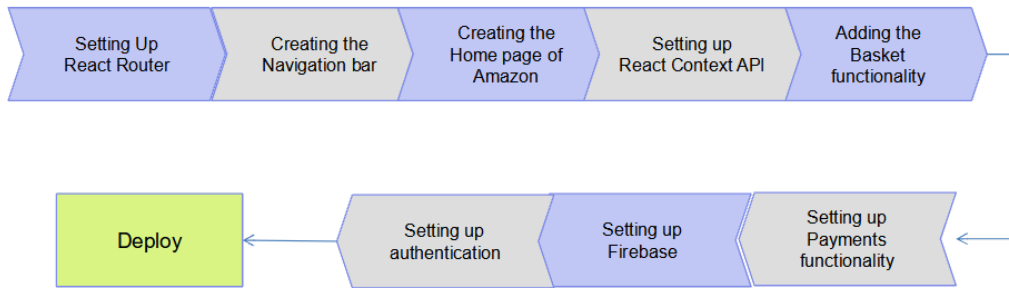 Setting Up
React Router
Creating the
Navigation bar
Creating the
Home page of
Amazon
Setting up
React Context API
Adding the
Basket
functionality
Setting up
Payments
functionality
Setting up
Firebase
Setting up
authentication
Deploy